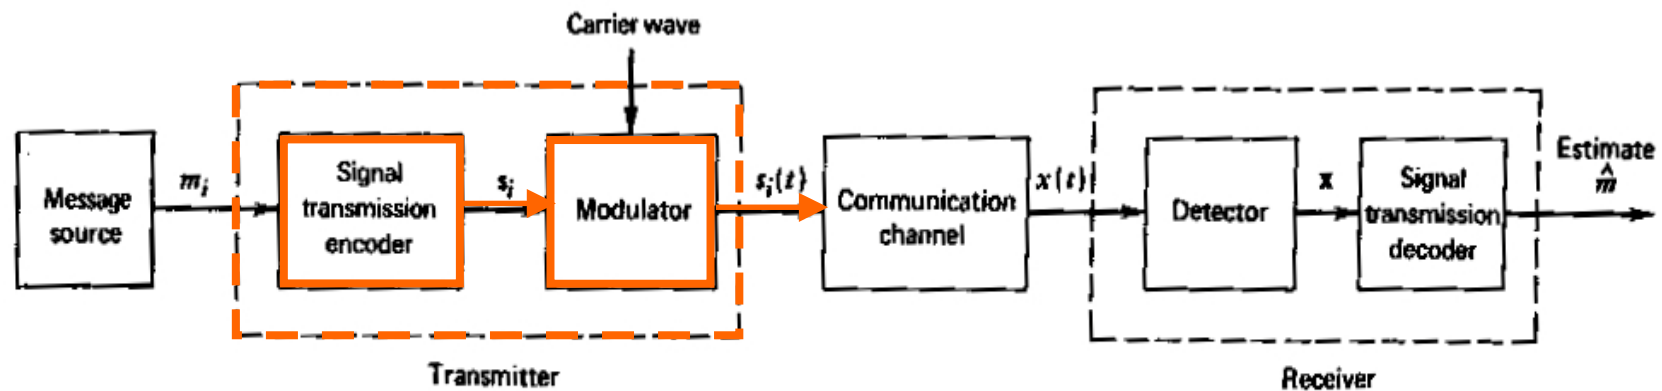 Carrier wave
Message
source
m_i
Signal
transmission
encoder
s_i
Modulator
s_i(t)
Communication
channel
x(t)
Detector
x
Signal
transmission
decoder
Estimate
m̂
Transmitter
Receiver